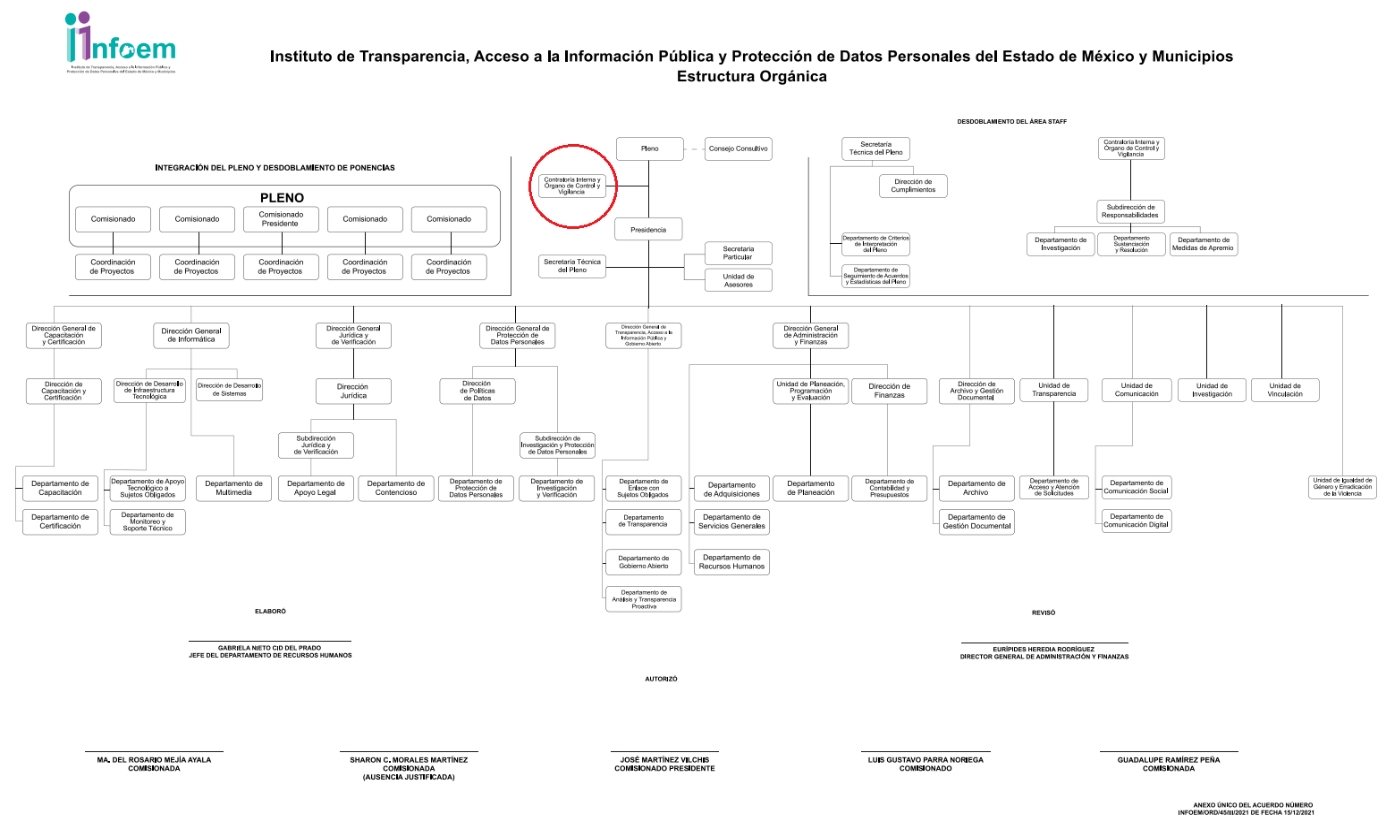 infoem
Instituto de Transparencia, Acceso a la Información Pública y
Protección de Datos Personales del Estado de México y Municipios
Instituto de Transparencia, Acceso a la Información Pública y Protección de Datos Personales del Estado de México y Municipios
Estructura Orgánica
DESDOBLAMIENTO DEL ÁREA STAFF
INTEGRACIÓN DEL PLENO Y DESDOBLAMIENTO DE PONENCIAS
PLENO
Comisionado
Comisionado
Comisionado
Presidente
Comisionado
Comisionado
Coordinación
de Proyectos
Coordinación
de Proyectos
Coordinación
de Proyectos
Coordinación
de Proyectos
Coordinación
de Proyectos
Pleno
Consejo Consultivo
Contraloría Interna y
Órgano de Control y
Vigilancia
Presidencia
Secretaría Técnica
del Pleno
Secretaría
Particular
Unidad de
Asesores
Secretaría
Técnica del Pleno
Dirección de
Cumplimientos
Departamento de Criterios
de Interpretación
del Pleno
Departamento de
Seguimiento de Acuerdos
y Estadísticas del Pleno
Contraloría Interna y
Órgano de Control y
Vigilancia
Subdirección de
Responsabilidades
Departamento de
Investigación
Departamento
Sustanciación
y Resolución
Departamento de
Medidas de Apremio
Dirección General de
Capacitación
y Certificación
Dirección General
de Informática
Dirección General
Jurídica y
de Verificación
Dirección General de
Protección de
Datos Personales
Dirección General de
Transparencia, Acceso a la
Información Pública y
Gobierno Abierto
Dirección General
de Administración
y Finanzas
Dirección de
Capacitación y
Certificación
Dirección de Desarrollo
de Infraestructura
Tecnológica
Dirección de Desarrollo
de Sistemas
Dirección
Jurídica
Dirección
de Políticas
de Datos
Unidad de Planeación,
Programación
y Evaluación
Dirección de
Finanzas
Dirección de
Archivo y Gestión
Documental
Unidad de
Transparencia
Unidad de
Comunicación
Unidad de
Investigación
Unidad de
Vinculación
Subdirección
Jurídica y
de Verificación
Subdirección de
Investigación y Protección
de Datos Personales
Departamento de
Capacitación
Departamento de Apoyo
Tecnológico a
Sujetos Obligados
Departamento de
Multimedia
Departamento de
Apoyo Legal
Departamento de
Contencioso
Departamento de
Protección de
Datos Personales
Departamento de
Investigación
y Verificación
Departamento de
Enlace con
Sujetos Obligados
Departamento
de Adquisiciones
Departamento
de Planeación
Departamento de
Contabilidad y
Presupuestos
Departamento de
Archivo
Departamento de
Acceso y Atención
de Solicitudes
Departamento de
Comunicación Social
Unidad de Igualdad de
Género y Erradicación
de la Violencia
Departamento de
Certificación
Departamento de
Monitoreo y
Soporte Técnico
Departamento
de Transparencia
Departamento de
Servicios Generales
Departamento de
Gestión Documental
Departamento de
Comunicación Digital
Departamento de
Gobierno Abierto
Departamento de
Recursos Humanos
Departamento de
Análisis y Transparencia
Proactiva
ELABORÓ
REVISÓ
GABRIELA NIETO CID DEL PRADO
JEFE DEL DEPARTAMENTO DE RECURSOS HUMANOS
EURÍPIDES HEREDIA RODRÍGUEZ
DIRECTOR GENERAL DE ADMINISTRACIÓN Y FINANZAS
AUTORIZÓ
MA. DEL ROSARIO MEJÍA AYALA
COMISIONADA
SHARON C. MORALES MARTÍNEZ
COMISIONADA
(AUSENCIA JUSTIFICADA)
JOSÉ MARTÍNEZ VILCHIS
COMISIONADO PRESIDENTE
LUIS GUSTAVO PARRA NORIEGA
COMISIONADO
GUADALUPE RAMÍREZ PEÑA
COMISIONADA
ANEXO ÚNICO DEL ACUERDO NÚMERO
INFOEM/ORD/45/III/2021 DE FECHA 15/12/2021